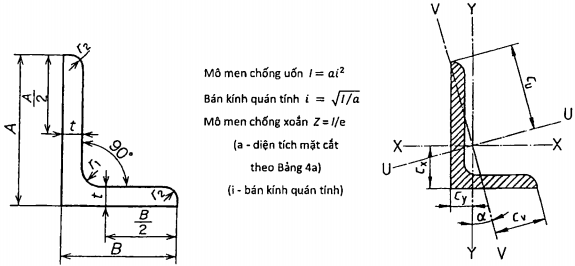 A
A/2
t
r2
90°
r1
t
r2
B/2
B
Mô men chống uốn I = ai²
Bán kính quán tính i = √I/a
Mô men chống xoắn Z = I/e
(a - diện tích mặt cắt
theo Bảng 4a)
(i - bán kính quán tính)
V
Y
Cu
U
X
X
U
Cx
Cy
α
Cv
Y
V